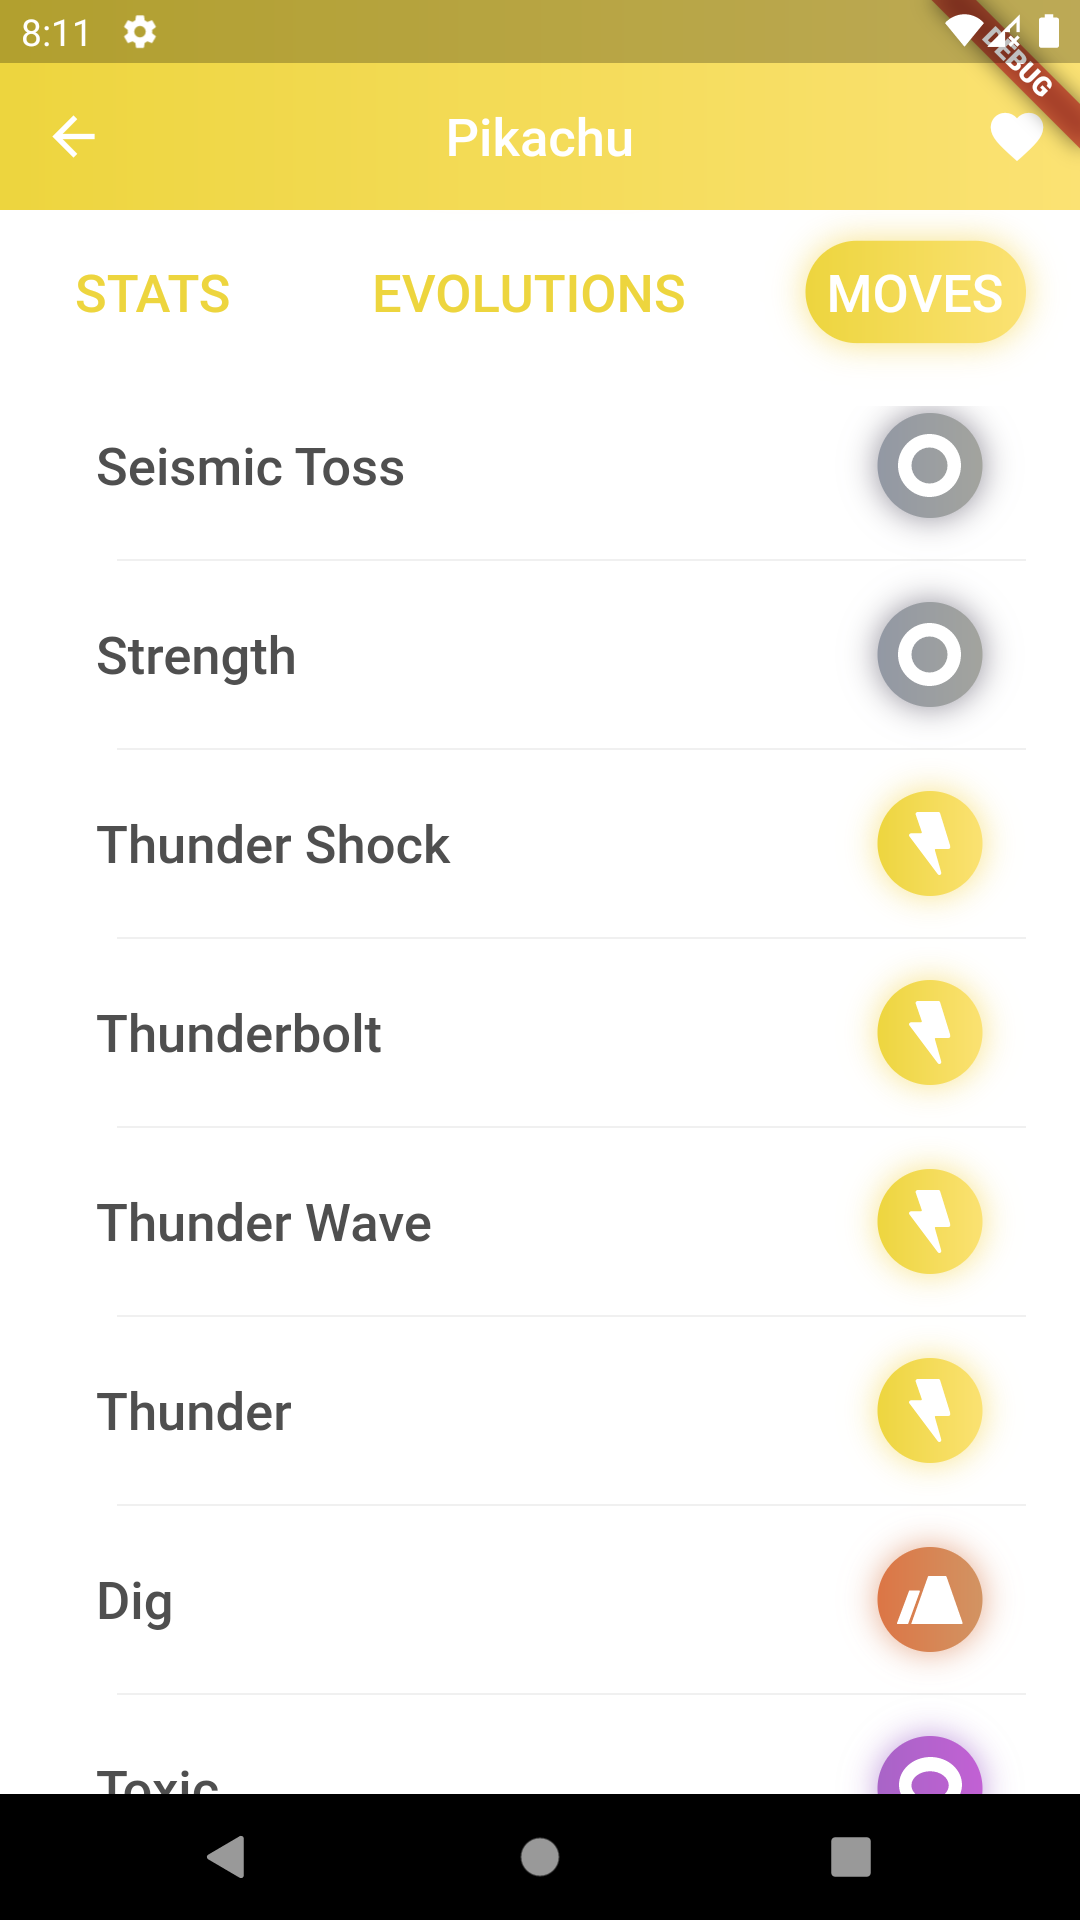 8:11
DEBUG
Pikachu
STATS EVOLUTIONS MOVES
Seismic Toss
Strength
Thunder Shock
Thunderbolt
Thunder Wave
Thunder
Dig
Toxic